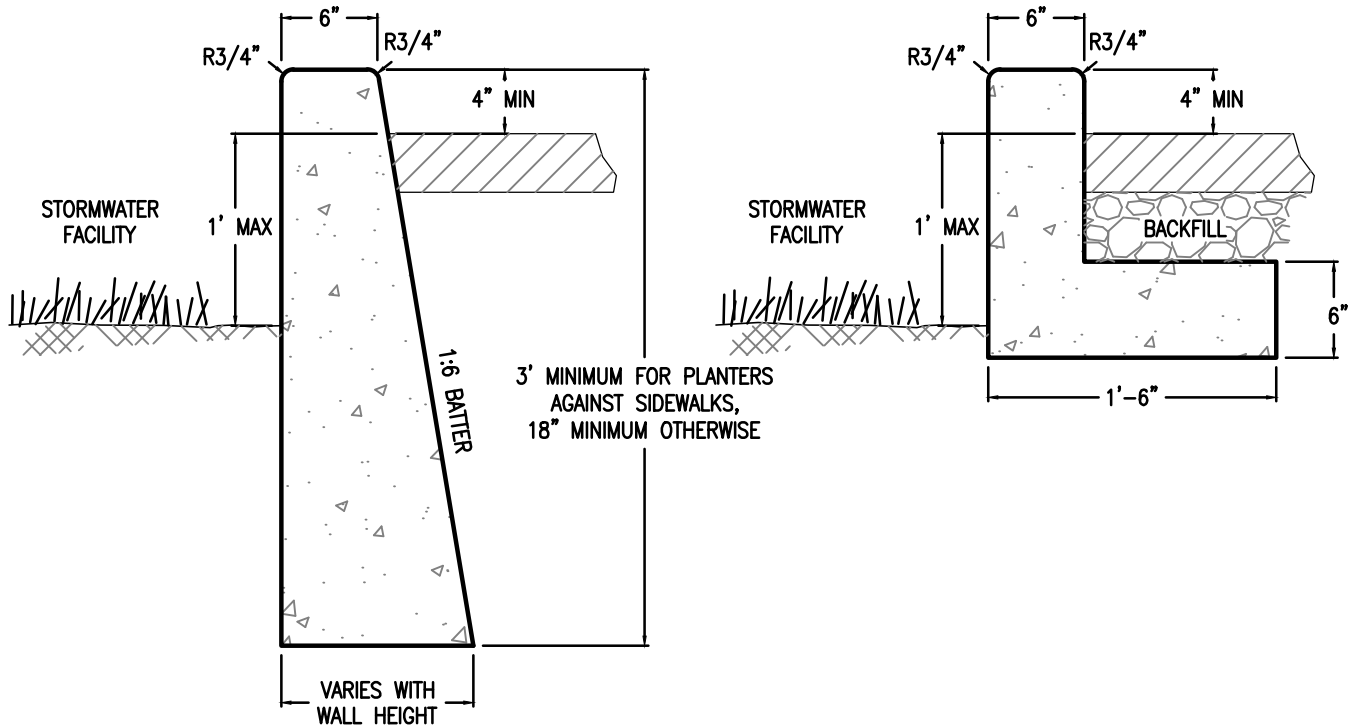 6”
R3/4”
R3/4”
4” MIN
STORMWATER
FACILITY
1' MAX
1:6 BATTER
3' MINIMUM FOR PLANTERS
AGAINST SIDEWALKS,
18” MINIMUM OTHERWISE
VARIES WITH
WALL HEIGHT
6”
R3/4”
R3/4”
4” MIN
STORMWATER
FACILITY
1' MAX
BACKFILL
6”
1'-6”